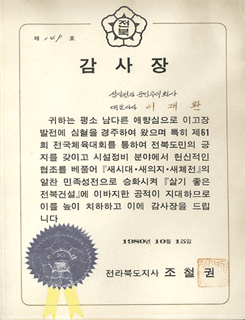 전북
제 149 호
감사장
대표이사 이재환
귀하는 평소 남다른 애향심으로 이고장
발전에 심혈을 경주하여 왔으며 특히 제61
회 전국체육대회를 통하여 전북도민의 긍
지를 갖이고 시설정비 분야에서 헌신적인
협조를 베풀어 『새시대·새의지·새체전』의
알찬 민족성전으로 승화시켜 『살기 좋은
전북건설』에 이바지한 공적이 지대하므로
이를 높이 치하하고 이에 감사장을 드립
니다
1980년 10월 15일
전라북도지사 조철권